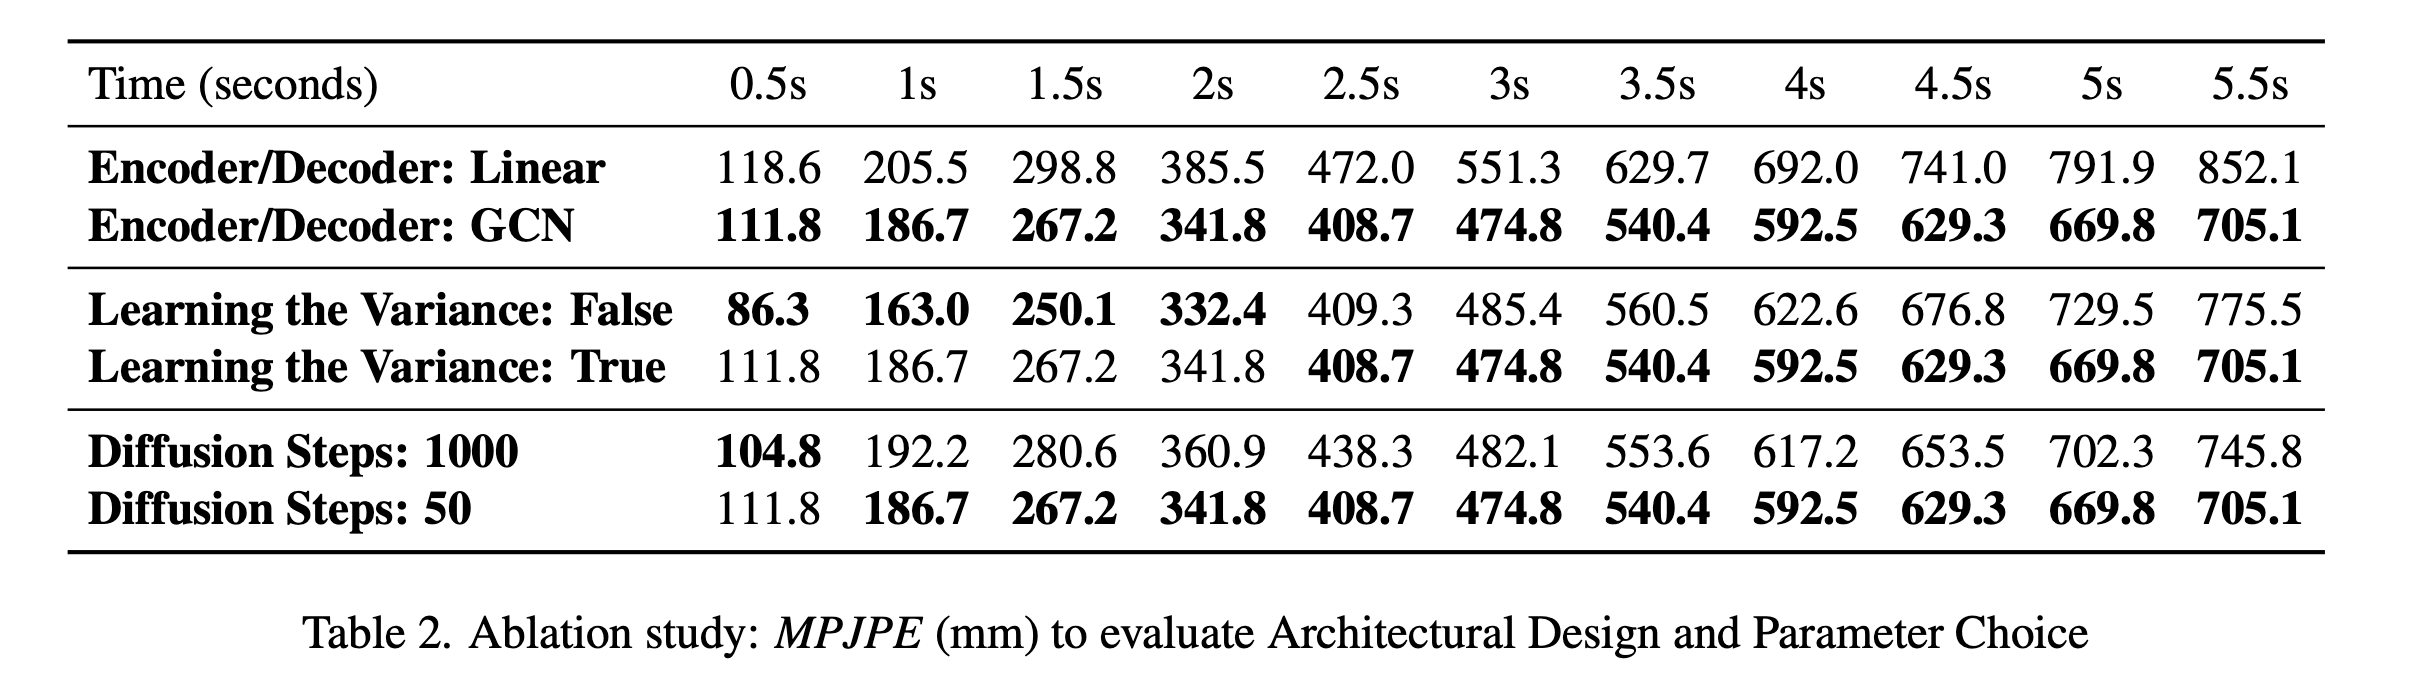 Time (seconds) 0.5s 1s 1.5s 2s 2.5s 3s 3.5s 4s 4.5s 5s 5.5s
Encoder/Decoder: Linear 118.6 205.5 298.8 385.5 472.0 551.3 629.7 692.0 741.0 791.9 852.1
Encoder/Decoder: GCN 111.8 186.7 267.2 341.8 408.7 474.8 540.4 592.5 629.3 669.8 705.1
Learning the Variance: False 86.3 163.0 250.1 332.4 409.3 485.4 560.5 622.6 676.8 729.5 775.5
Learning the Variance: True 111.8 186.7 267.2 341.8 408.7 474.8 540.4 592.5 629.3 669.8 705.1
Diffusion Steps: 1000 104.8 192.2 280.6 360.9 438.3 482.1 553.6 617.2 653.5 702.3 745.8
Diffusion Steps: 50 111.8 186.7 267.2 341.8 408.7 474.8 540.4 592.5 629.3 669.8 705.1
Table 2. Ablation study: MPJPE (mm) to evaluate Architectural Design and Parameter Choice